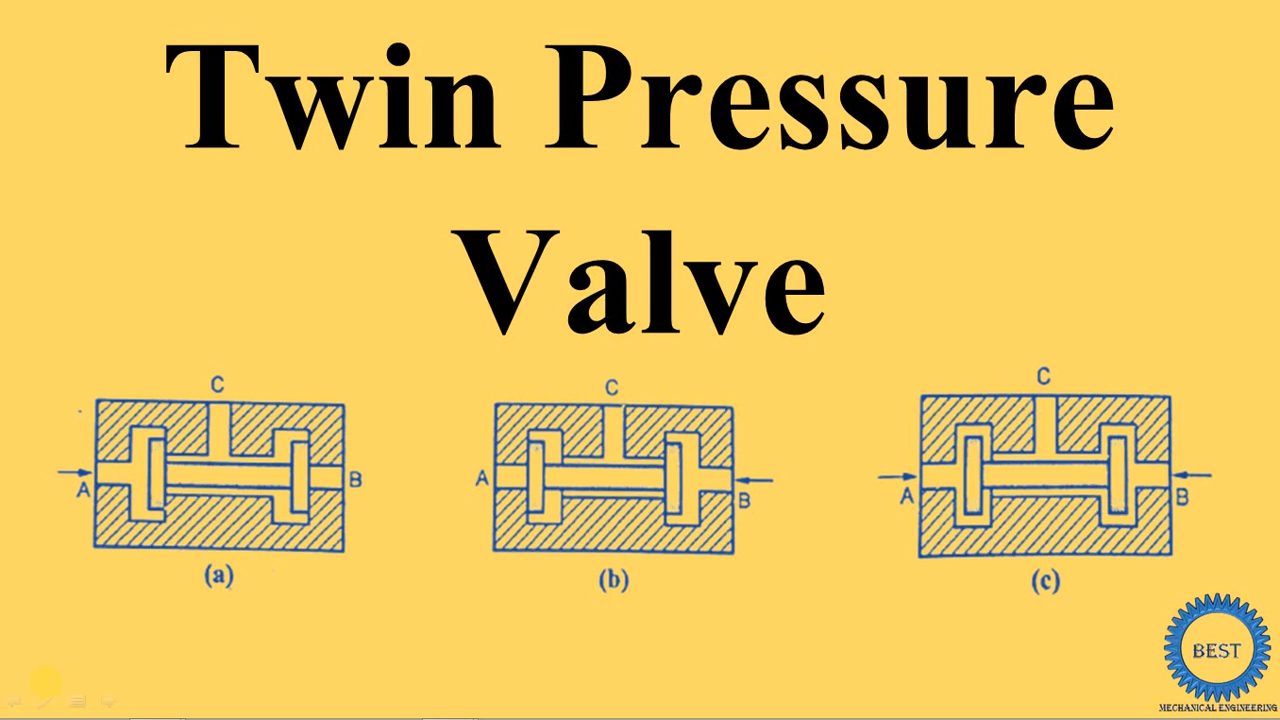 Twin Pressure
Valve
C
A
B
(a)
C
A
B
(b)
C
A
B
(c)
BEST
MECHANICAL ENGINEERING